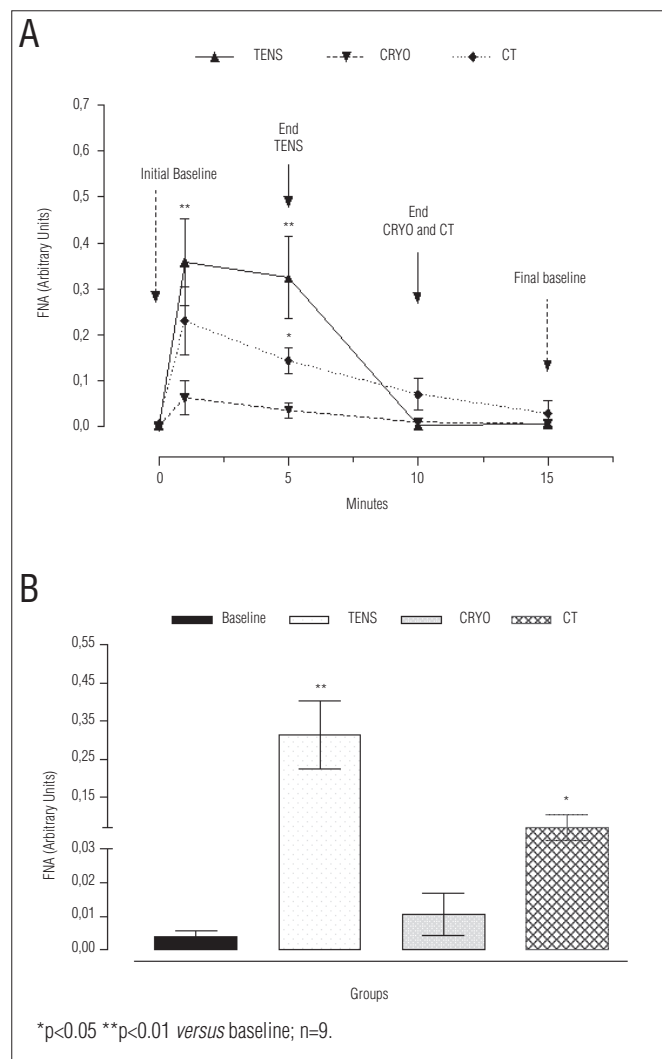 A
TENS CRYO CT
0,7
0,6
0,5
0,4
0,3
0,2
0,1
0,0
FNA (Arbitrary Units)
Initial Baseline
**
End
TENS
**
*
End
CRYO and CT
Final baseline
0 5 10 15
Minutes
B
Baseline TENS CRYO CT
0,55
0,45
0,35
0,25
0,15
0,03
0,02
0,01
0,00
FNA (Arbitrary Units)
**
*
Groups
*p<0.05 **p<0.01 versus baseline; n=9.